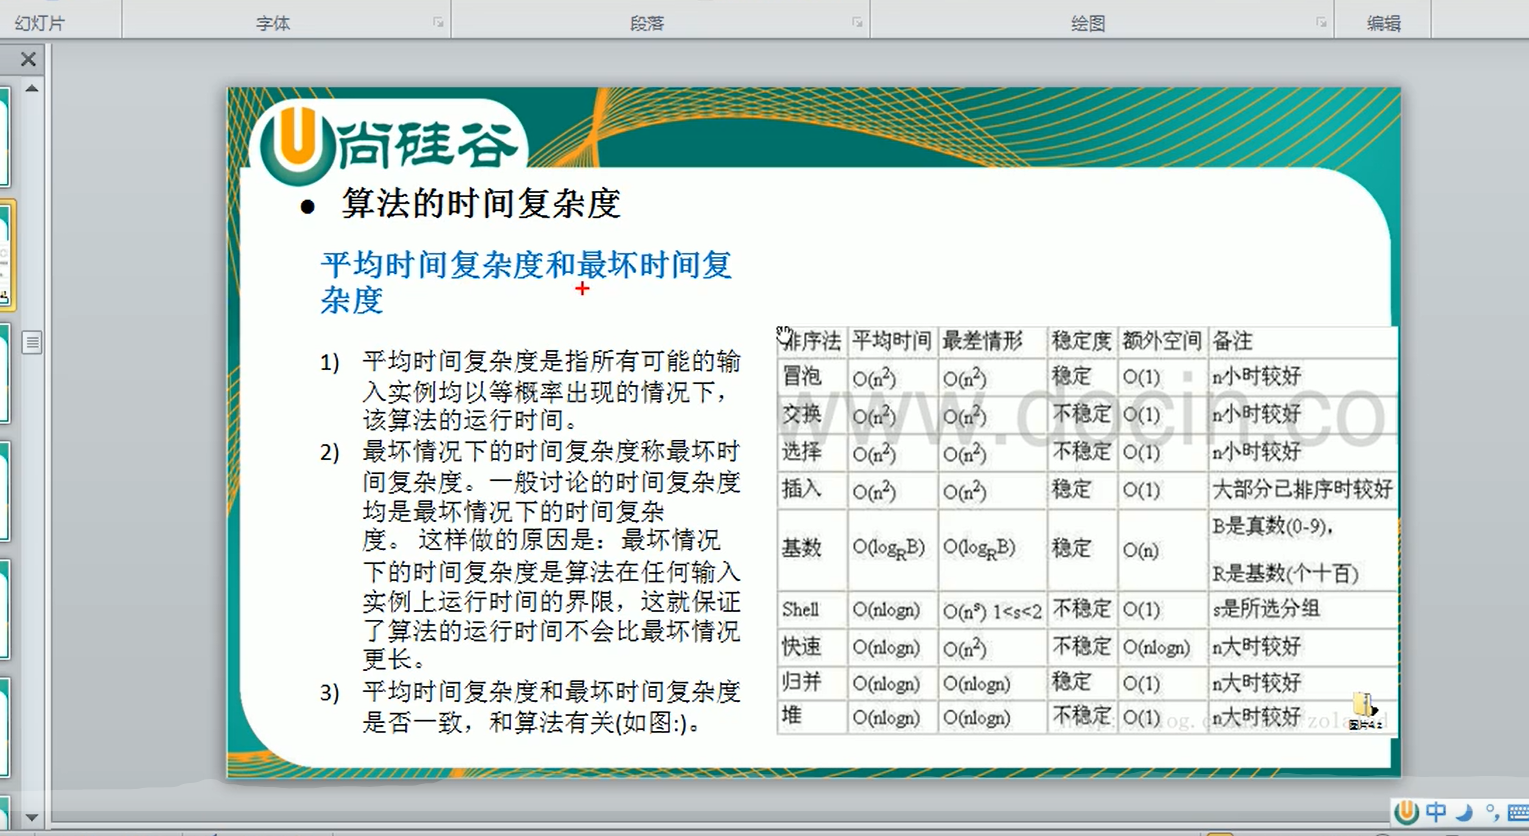 幻灯片 字体 段落 绘图 编辑
尚硅谷
● 算法的时间复杂度
平均时间复杂度和最坏时间复
杂度
1) 平均时间复杂度是指所有可能的输
入实例均以等概率出现的情况下，
该算法的运行时间。
2) 最坏情况下的时间复杂度称最坏时
间复杂度。一般讨论的时间复杂度
均是最坏情况下的时间复杂
度。 这样做的原因是：最坏情况
下的时间复杂度是算法在任何输入
实例上运行时间的界限，这就保证
了算法的运行时间不会比最坏情况
更长。
3) 平均时间复杂度和最坏时间复杂度
是否一致，和算法有关(如图:)。
排序法 平均时间 最差情形 稳定度 额外空间 备注
冒泡 O(n²) O(n²) 稳定 O(1) n小时较好
交换 O(n²) O(n²) 不稳定 O(1) n小时较好
选择 O(n²) O(n²) 不稳定 O(1) n小时较好
插入 O(n²) O(n²) 稳定 O(1) 大部分已排序时较好
基数 O(logRB) O(logRB) 稳定 O(n) B是真数(0-9)，
R是基数(个十百)
Shell O(nlogn) O(nˢ) 1<s<2 不稳定 O(1) s是所选分组
快速 O(nlogn) O(n²) 不稳定 O(nlogn) n大时较好
归并 O(nlogn) O(nlogn) 稳定 O(1) n大时较好
堆 O(nlogn) O(nlogn) 不稳定 O(1) n大时较好
www.docin.co
中